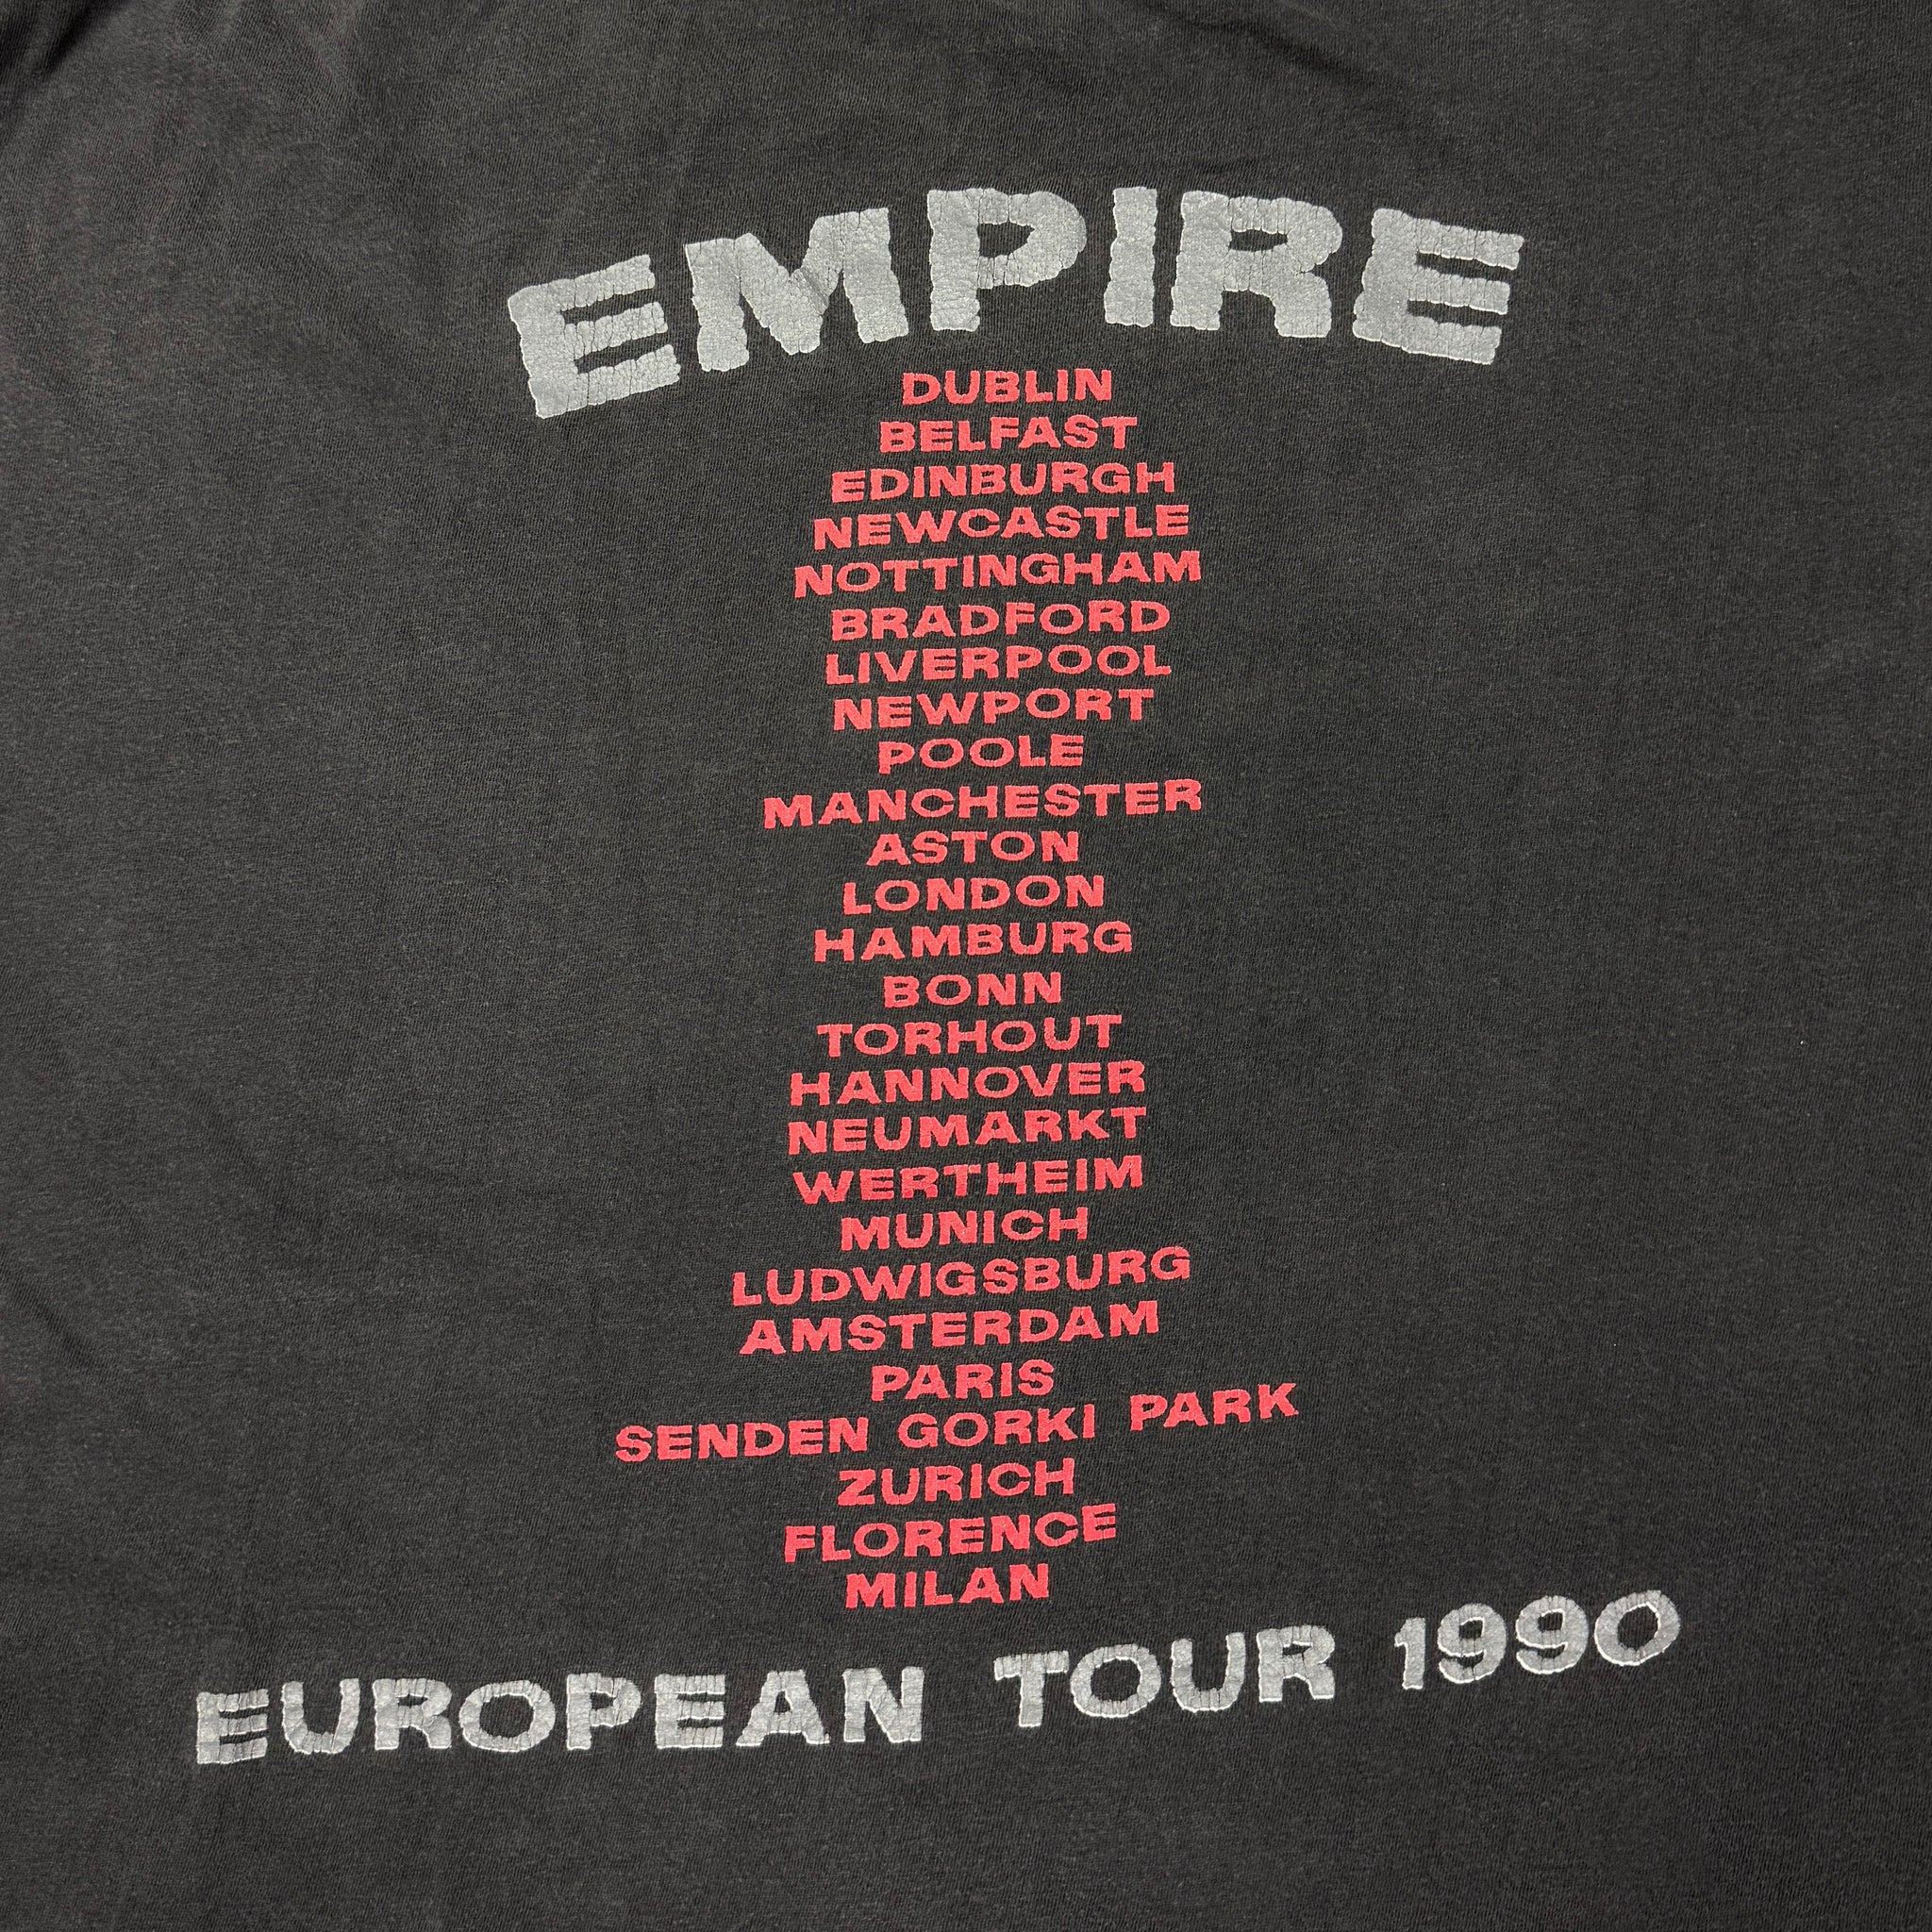 EMPIRE
DUBLIN
BELFAST
EDINBURGH
NEWCASTLE
NOTTINGHAM
BRADFORD
LIVERPOOL
NEWPORT
POOLE
MANCHESTER
ASTON
LONDON
HAMBURG
BONN
TORHOUT
HANNOVER
NEUMARKT
WERTHEIM
MUNICH
LUDWIGSBURG
AMSTERDAM
PARIS
SENDEN GORKI PARK
ZURICH
FLORENCE
MILAN
EUROPEAN TOUR 1990